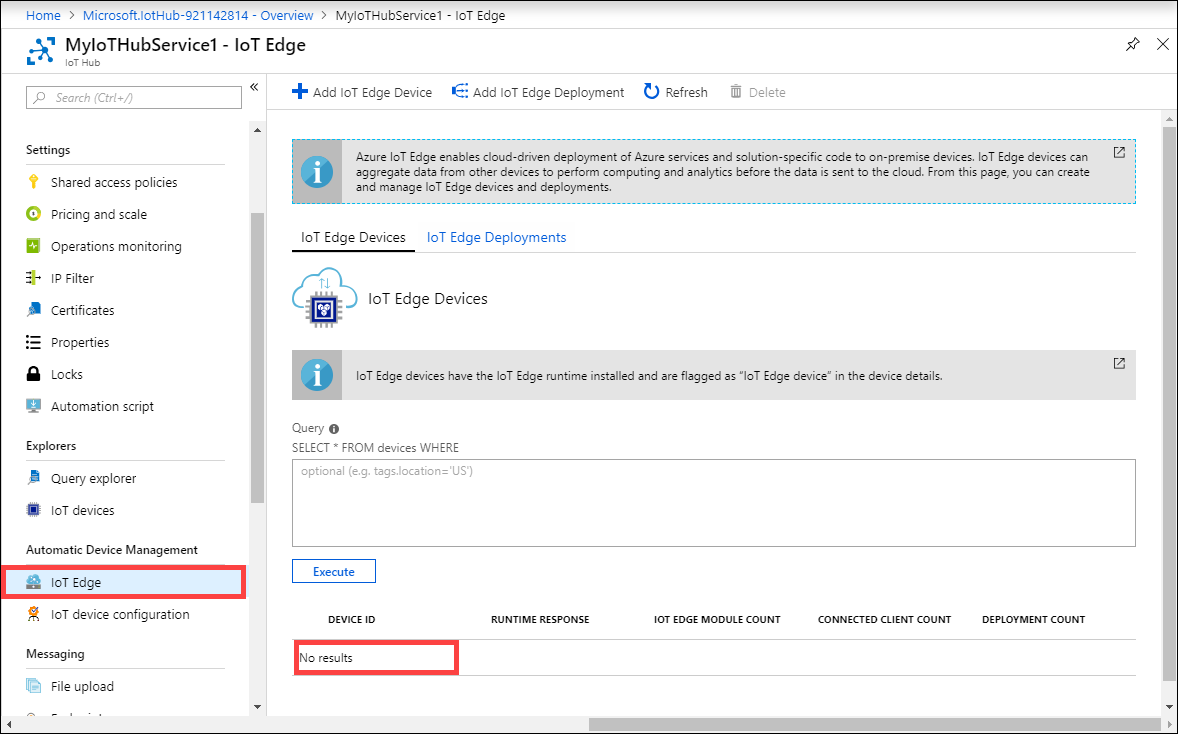 Home > Microsoft.IotHub-921142814 - Overview > MyIoTHubService1 - IoT Edge
MyIoTHubService1 - IoT Edge
IoT Hub
Search (Ctrl+/)
Settings
Shared access policies
Pricing and scale
Operations monitoring
IP Filter
Certificates
Properties
Locks
Automation script
Explorers
Query explorer
IoT devices
Automatic Device Management
IoT Edge
IoT device configuration
Messaging
File upload
Add IoT Edge Device Add IoT Edge Deployment Refresh Delete
Azure IoT Edge enables cloud-driven deployment of Azure services and solution-specific code to on-premise devices. IoT Edge devices can
aggregate data from other devices to perform computing and analytics before the data is sent to the cloud. From this page, you can create
and manage IoT Edge devices and deployments.
IoT Edge Devices IoT Edge Deployments
IoT Edge Devices
IoT Edge devices have the IoT Edge runtime installed and are flagged as “IoT Edge device” in the device details.
Query
SELECT * FROM devices WHERE
optional (e.g. tags.location='US')
Execute
DEVICE ID RUNTIME RESPONSE IOT EDGE MODULE COUNT CONNECTED CLIENT COUNT DEPLOYMENT COUNT
No results